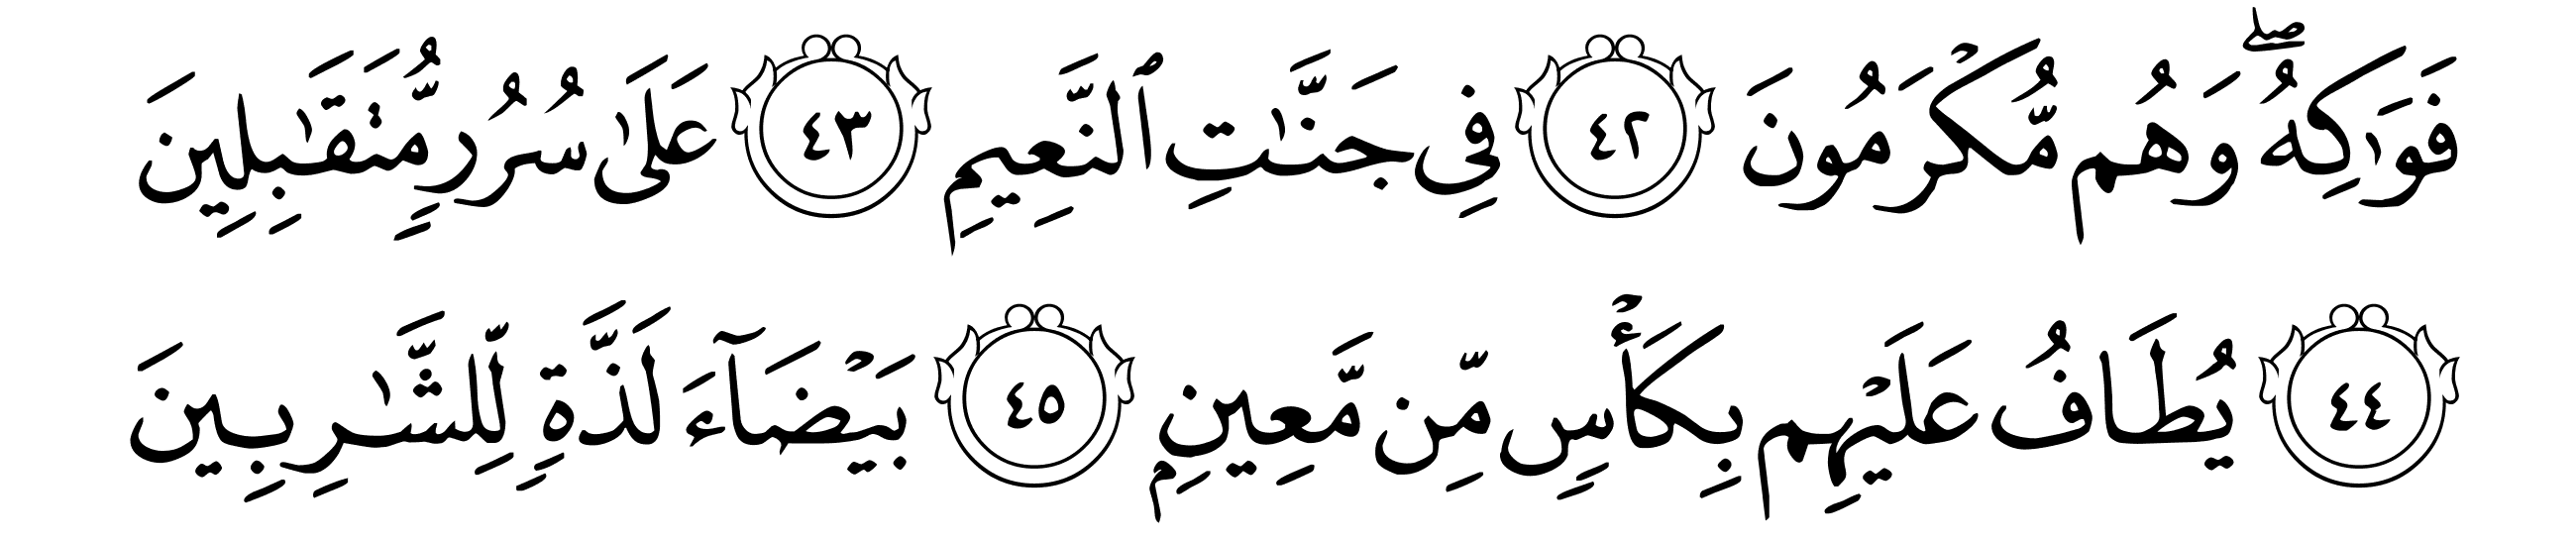 فَوَٰكِهُ ۖ وَهُم مُّكْرَمُونَ ٤٢ فِى جَنَّـٰتِ ٱلنَّعِيمِ ٤٣ عَلَىٰ سُرُرٍ مُّتَقَـٰبِلِينَ
٤٤ يُطَافُ عَلَيْهِم بِكَأْسٍ مِّن مَّعِينٍۭ ٤٥ بَيْضَآءَ لَذَّةٍ لِّلشَّـٰرِبِينَ